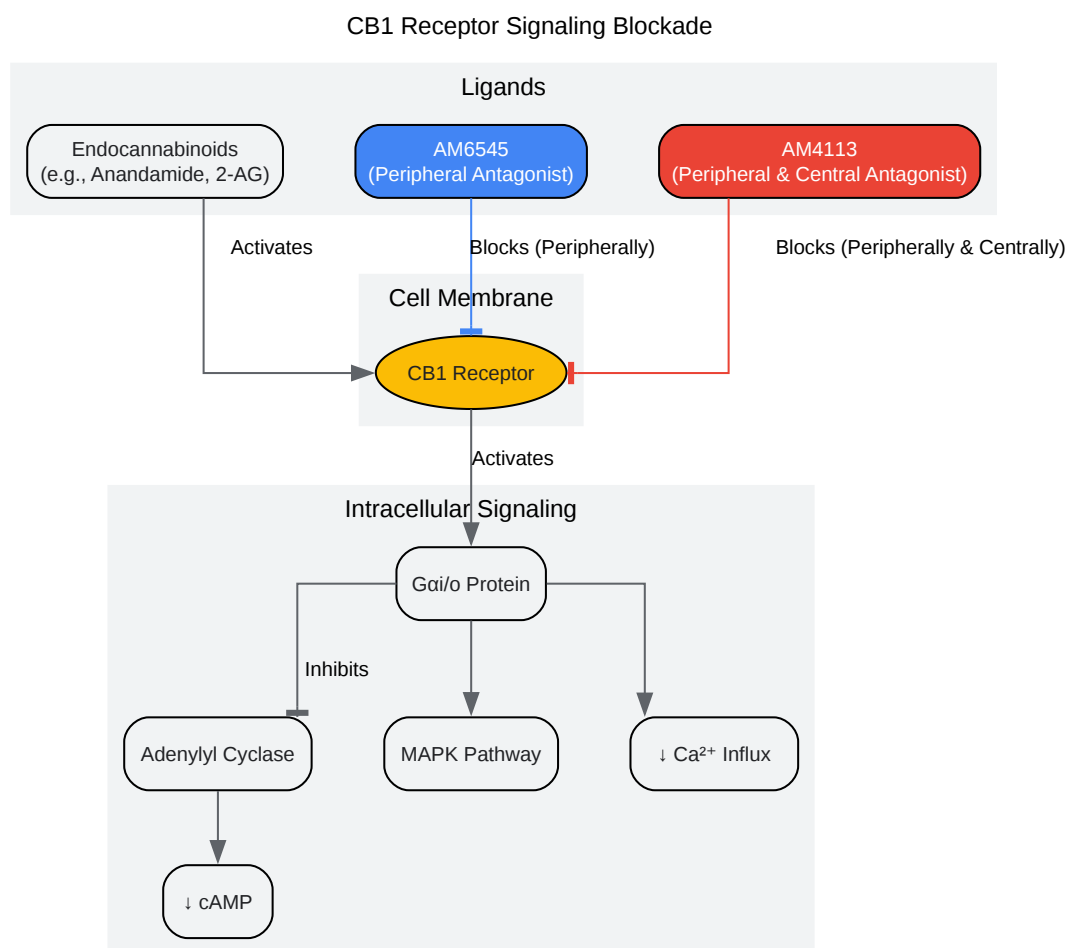 CB1 Receptor Signaling Blockade
Ligands
Endocannabinoids
(e.g., Anandamide, 2-AG)
AM6545
(Peripheral Antagonist)
AM4113
(Peripheral & Central Antagonist)
Activates
Blocks (Peripherally)
Blocks (Peripherally & Centrally)
Cell Membrane
CB1 Receptor
Activates
Intracellular Signaling
Gαi/o Protein
Inhibits
Adenylyl Cyclase
MAPK Pathway
↓ Ca²⁺ Influx
↓ cAMP